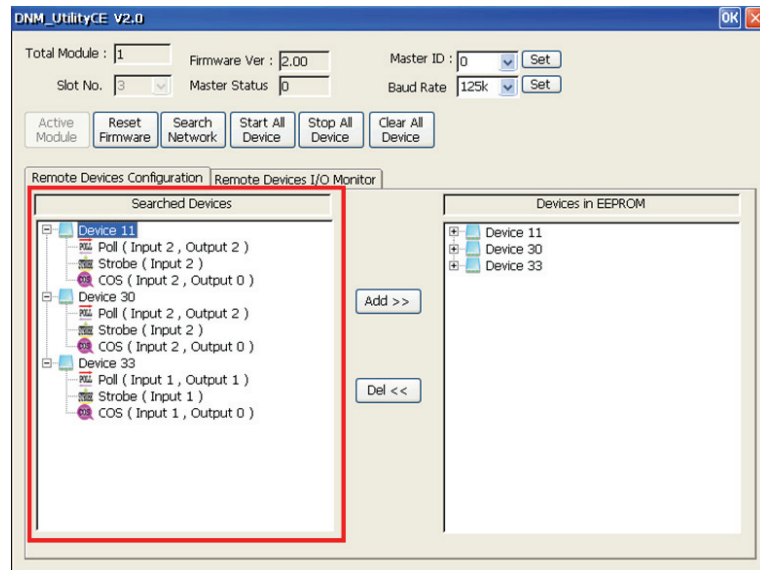 DNM_UtilityCE V2.0 OK
Total Module : 1 Firmware Ver : 2.00 Master ID : 0 Set
Slot No. 3 Master Status 0 Baud Rate 125k Set
Active Module Reset Firmware Search Network Start All Device Stop All Device Clear All Device
Remote Devices Configuration Remote Devices I/O Monitor
Searched Devices
Device 11
Poll ( Input 2 , Output 2 )
Strobe ( Input 2 )
COS ( Input 2 , Output 0 )
Device 30
Poll ( Input 2 , Output 2 )
Strobe ( Input 2 )
COS ( Input 2 , Output 0 )
Device 33
Poll ( Input 1 , Output 1 )
Strobe ( Input 1 )
COS ( Input 1 , Output 0 )
Add >>
Del <<
Devices in EEPROM
Device 11
Device 30
Device 33